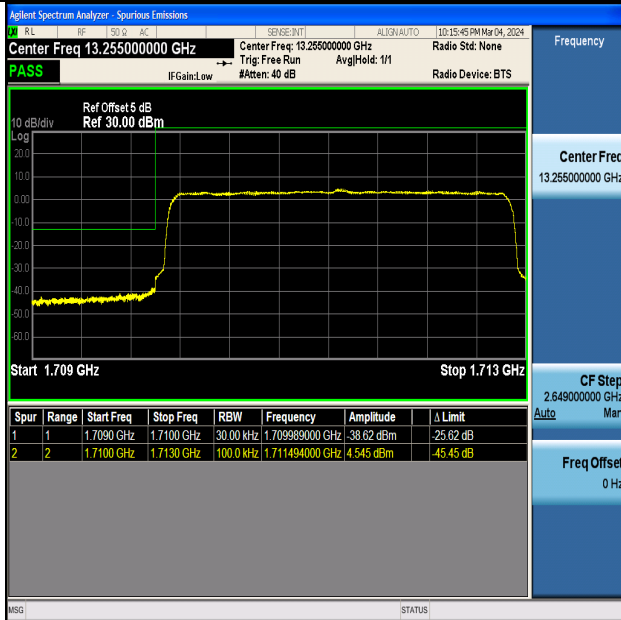 Agilent Spectrum Analyzer - Spurious Emissions
LXI RL RF 50 Ω AC SENSE:INT ALIGN AUTO 10:15:45 PM Mar 04, 2024
Center Freq 13.255000000 GHz Center Freq: 13.255000000 GHz Radio Std: None Frequency
Trig: Free Run Avg|Hold: 1/1
PASS IFGain:Low #Atten: 40 dB Radio Device: BTS
Ref Offset 5 dB
10 dB/div Ref 30.00 dBm
Log
20.0
10.0
0.00
-10.0
-20.0
-30.0
-40.0
-50.0
-60.0
Start 1.709 GHz Stop 1.713 GHz
Center Freq
13.255000000 GHz
CF Step
2.649000000 GHz
Auto Man
Freq Offset
0 Hz
Spur Range Start Freq Stop Freq RBW Frequency Amplitude Δ Limit
1 1 1.7090 GHz 1.7100 GHz 30.00 kHz 1.709989000 GHz -38.62 dBm -25.62 dB
2 2 1.7100 GHz 1.7130 GHz 100.0 kHz 1.711494000 GHz 4.545 dBm -45.45 dB
MSG STATUS